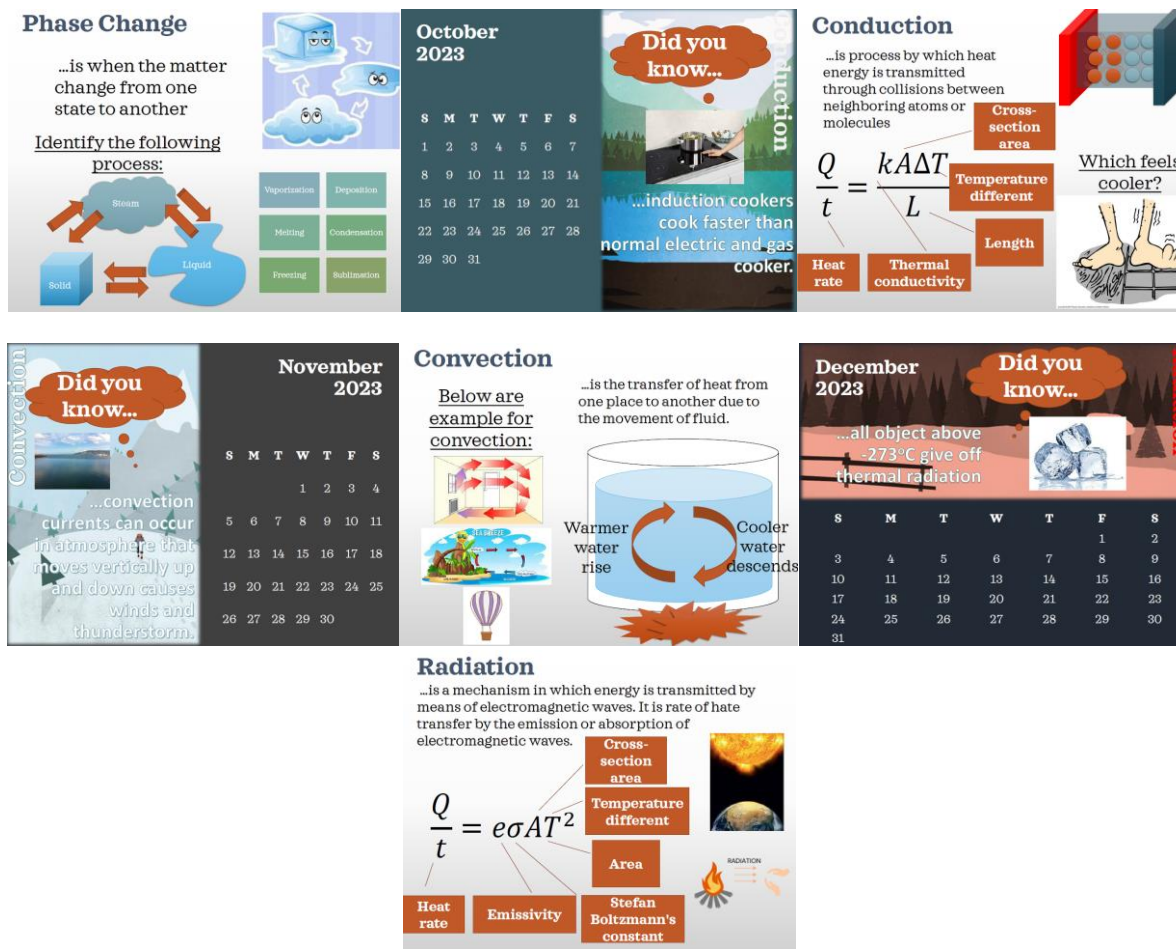 Phase Change
...is when the matter
change from one
state to another
Identify the following
process:
Steam
Liquid
Solid
Vaporization
Deposition
Melting
Condensation
Freezing
Sublimation
October
2023
S M T W T F S
1 2 3 4 5 6 7
8 9 10 11 12 13 14
15 16 17 18 19 20 21
22 23 24 25 26 27 28
29 30 31
Did you
know...
...induction cookers
cook faster than
normal electric and gas
cooker.
Conduction
...is process by which heat
energy is transmitted
through collisions between
neighboring atoms or
molecules
Cross-
section
area
Q/t = kAΔT/L
Temperature
different
Length
Heat
rate
Thermal
conductivity
Which feels
cooler?
Convection
Did you
know...
...convection
currents can occur
in atmosphere that
moves vertically up
and down causes
winds and
thunderstorm.
November
2023
S M T W T F S
1 2 3 4
5 6 7 8 9 10 11
12 13 14 15 16 17 18
19 20 21 22 23 24 25
26 27 28 29 30
Convection
Below are
example for
convection:
SEA BREEZE
...is the transfer of heat from
one place to another due to
the movement of fluid.
Warmer
water
rise
Cooler
water
descends
December
2023
Did you
know...
...all object above
-273°C give off
thermal radiation
S M T W T F S
1 2
3 4 5 6 7 8 9
10 11 12 13 14 15 16
17 18 19 20 21 22 23
24 25 26 27 28 29 30
31
Radiation
...is a mechanism in which energy is transmitted by
means of electromagnetic waves. It is rate of hate
transfer by the emission or absorption of
electromagnetic waves.
Cross-
section
area
Q/t = eσAT²
Temperature
different
Area
Heat
rate
Emissivity
Stefan
Boltzmann's
constant
RADIATION